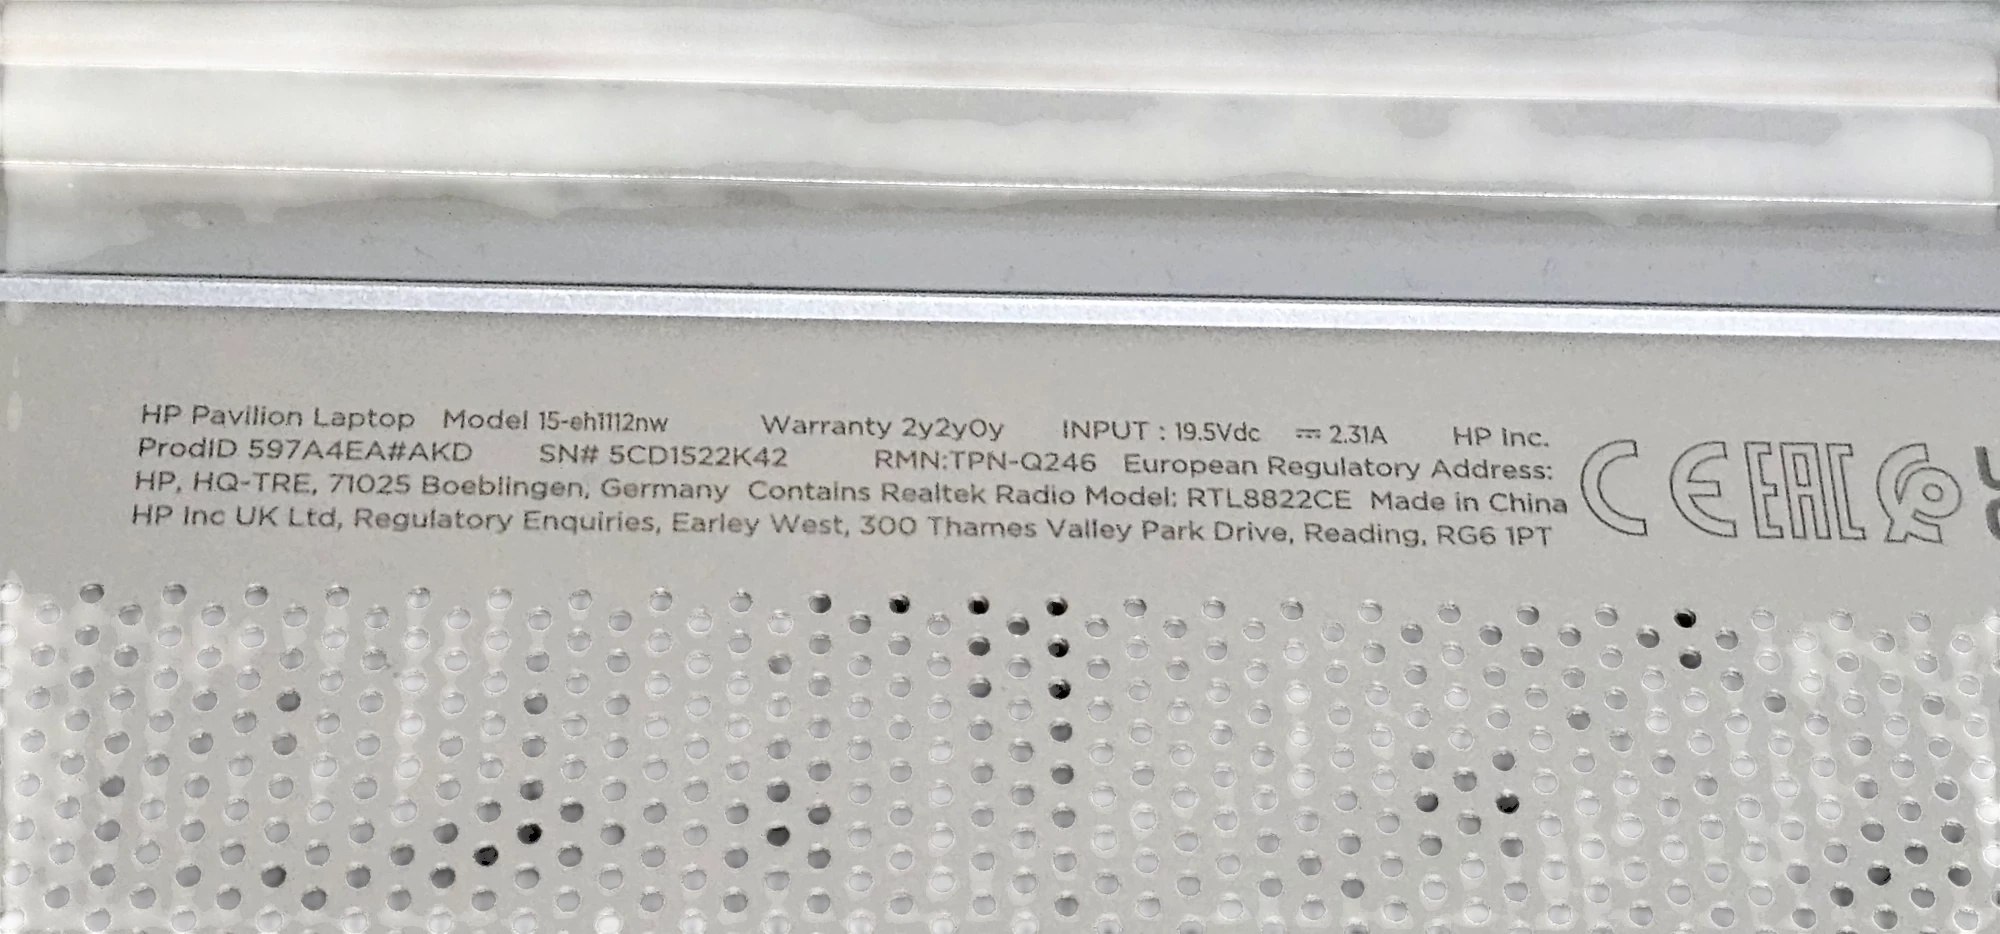 HP Pavilion Laptop Model 15-eh1112nw Warranty 2y2y0y INPUT : 19.5Vdc ⎓ 2.31A HP Inc.
ProdID 597A4EA#AKD SN# 5CD1522K42 RMN:TPN-Q246 European Regulatory Address:
HP, HQ-TRE, 71025 Boeblingen, Germany Contains Realtek Radio Model: RTL8822CE Made in China
HP Inc UK Ltd, Regulatory Enquiries, Earley West, 300 Thames Valley Park Drive, Reading, RG6 1PT
CE EAC